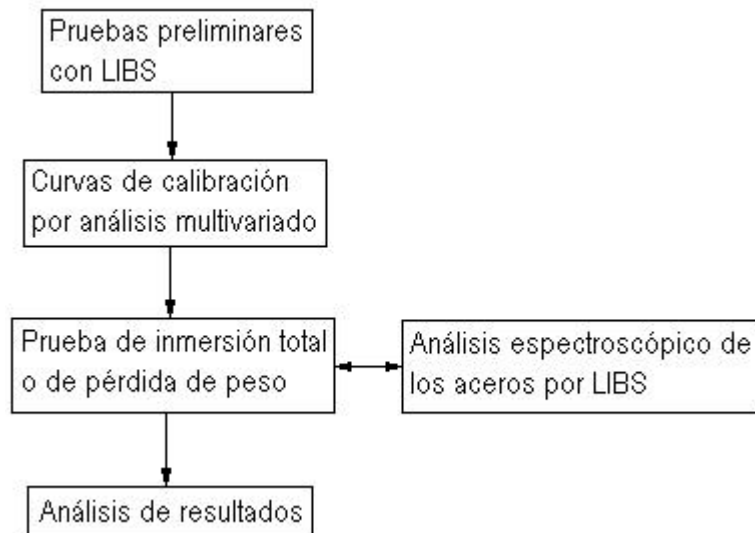 Pruebas preliminares
con LIBS
Curvas de calibración
por análisis multivariado
Prueba de inmersión total
o de pérdida de peso
Análisis espectroscópico de
los aceros por LIBS
Análisis de resultados